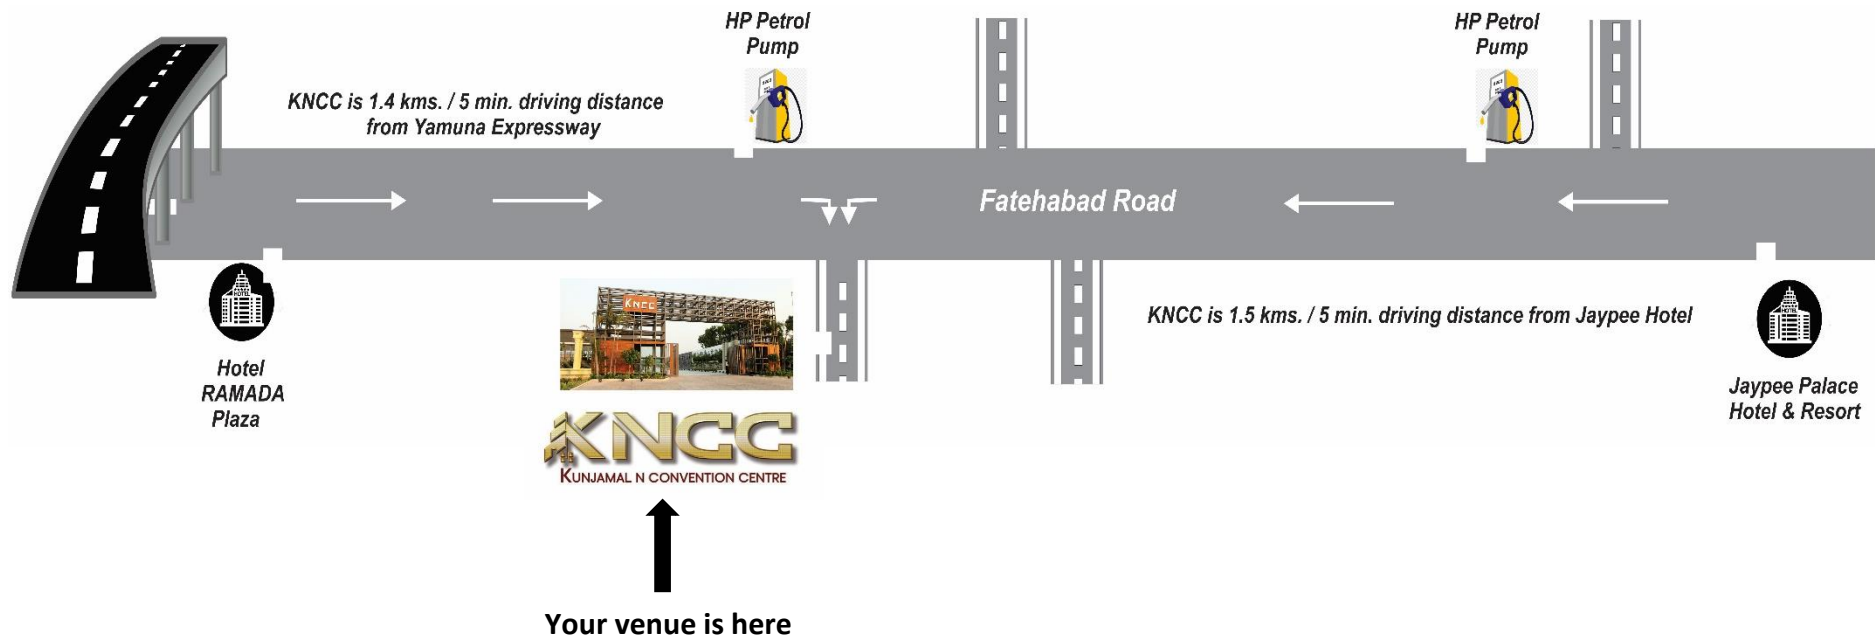 HP Petrol
Pump
HP Petrol
Pump
KNCC is 1.4 kms. / 5 min. driving distance
from Yamuna Expressway
Fatehabad Road
KNCC
KNCC is 1.5 kms. / 5 min. driving distance from Jaypee Hotel
HOTEL
Hotel
RAMADA
Plaza
HOTEL
Jaypee Palace
Hotel & Resort
KNCC
KUNJAMAL N CONVENTION CENTRE
Your venue is here